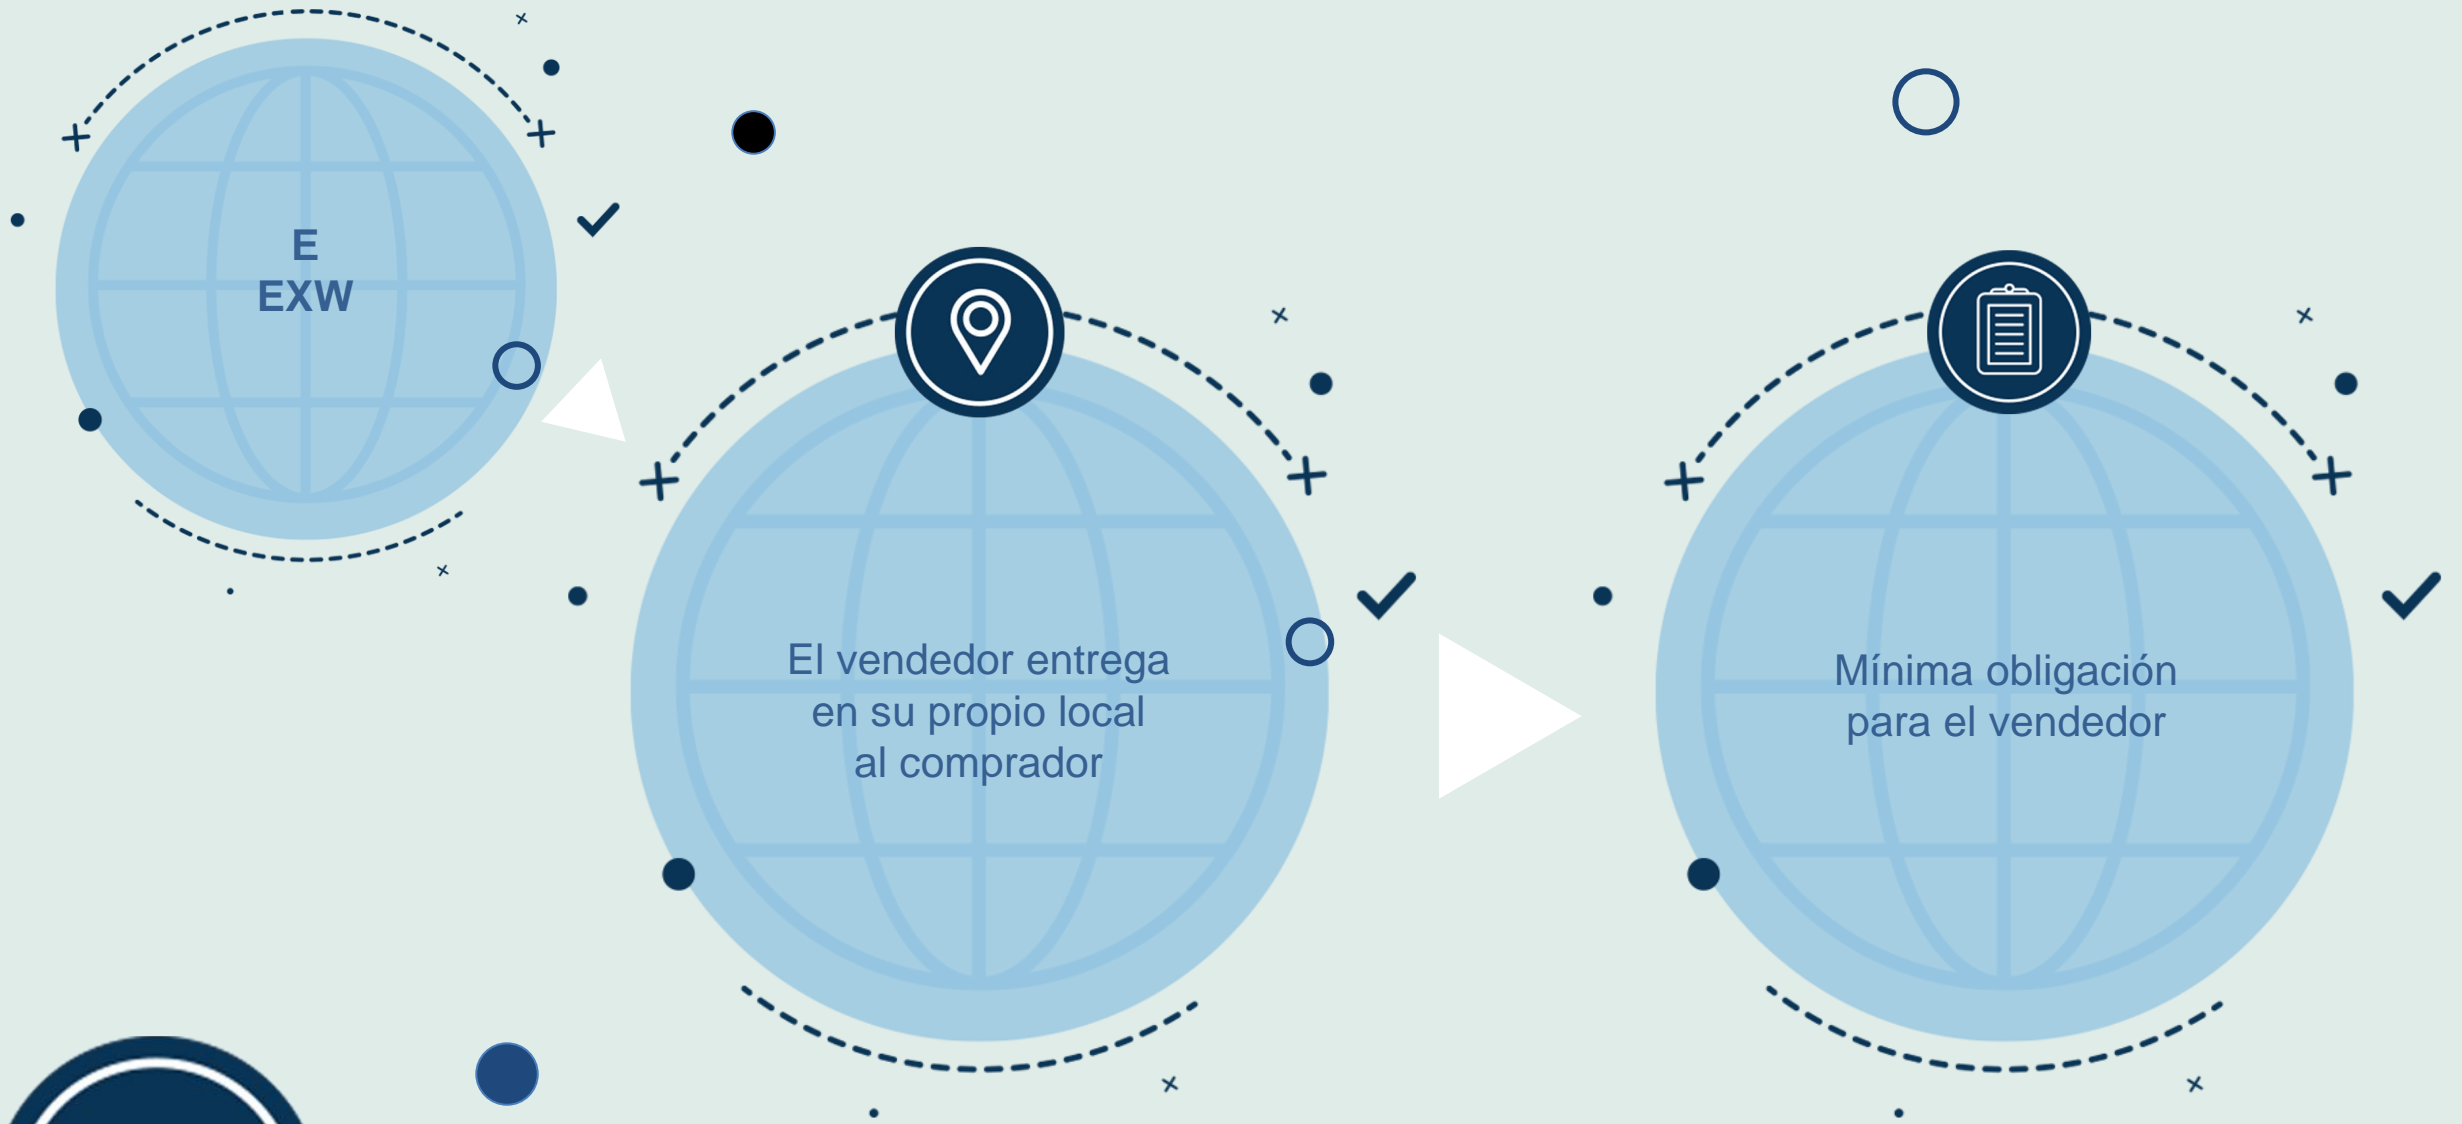 E
EXW
El vendedor entrega
en su propio local
al comprador
Mínima obligación
para el vendedor